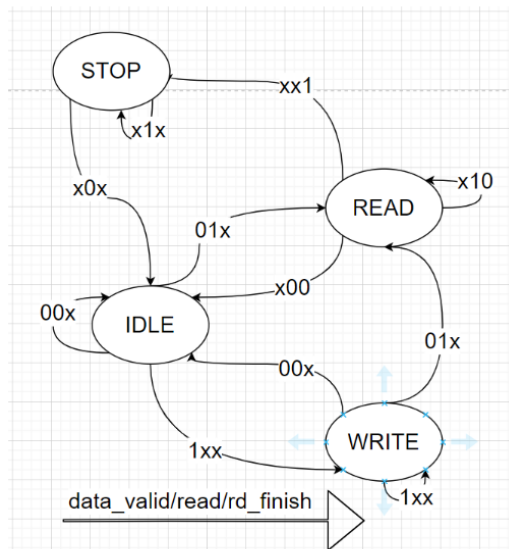 STOP
xx1
x1x
x10
x0x
READ
01x
x00
00x
IDLE
01x
00x
WRITE
1xx
1xx
data_valid/read/rd_finish